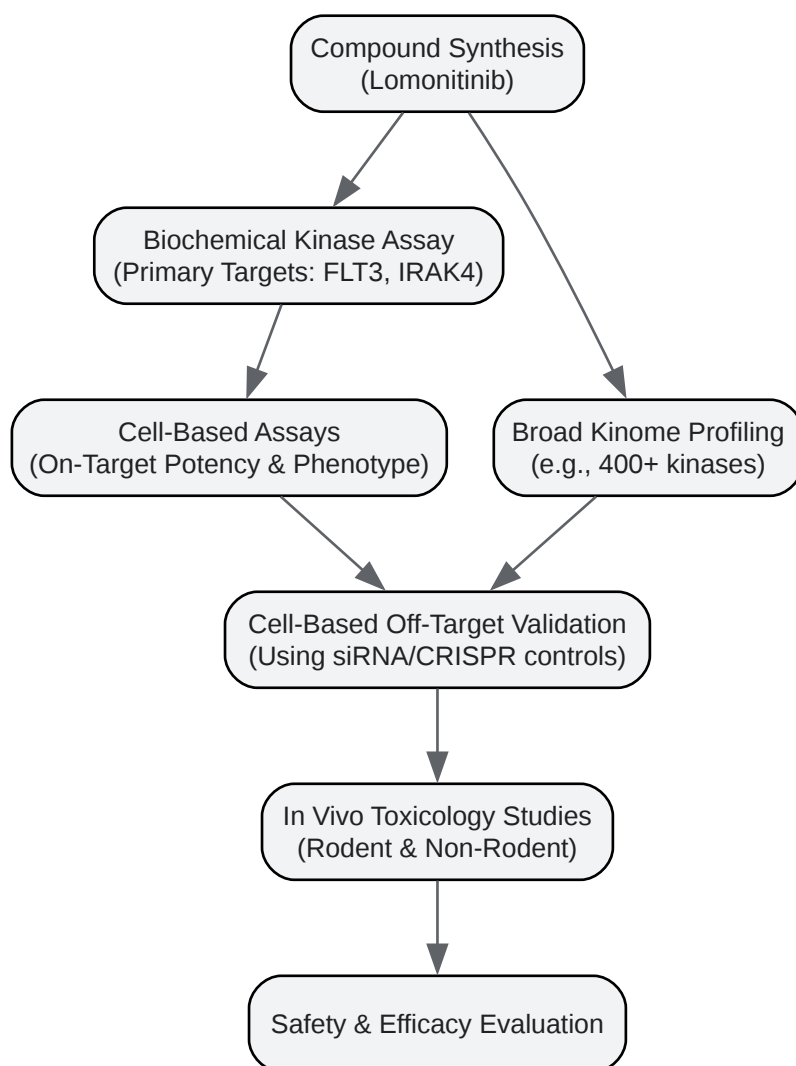 Compound Synthesis
(Lomonitinib)
Biochemical Kinase Assay
(Primary Targets: FLT3, IRAK4)
Cell-Based Assays
(On-Target Potency & Phenotype)
Broad Kinome Profiling
(e.g., 400+ kinases)
Cell-Based Off-Target Validation
(Using siRNA/CRISPR controls)
In Vivo Toxicology Studies
(Rodent & Non-Rodent)
Safety & Efficacy Evaluation